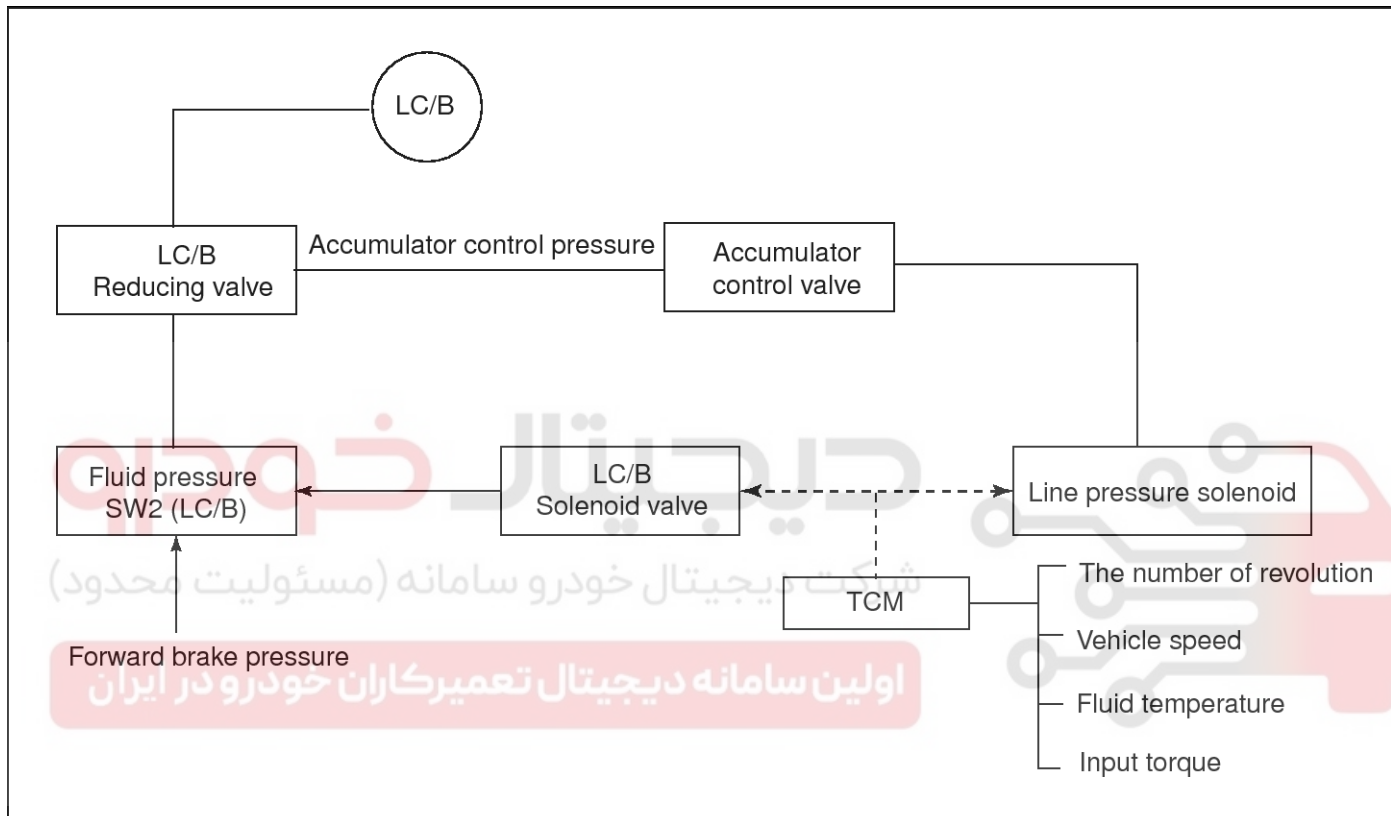 LC/B
LC/B
Reducing valve
Accumulator control pressure
Accumulator
control valve
Fluid pressure
SW2 (LC/B)
LC/B
Solenoid valve
Line pressure solenoid
دیجیتال خودرو
شرکت دیجیتال خودرو سامانه (مسئولیت محدود)
TCM
The number of revolution
Vehicle speed
Fluid temperature
Input torque
Forward brake pressure
اولین سامانه دیجیتال تعمیرکاران خودرو در ایران